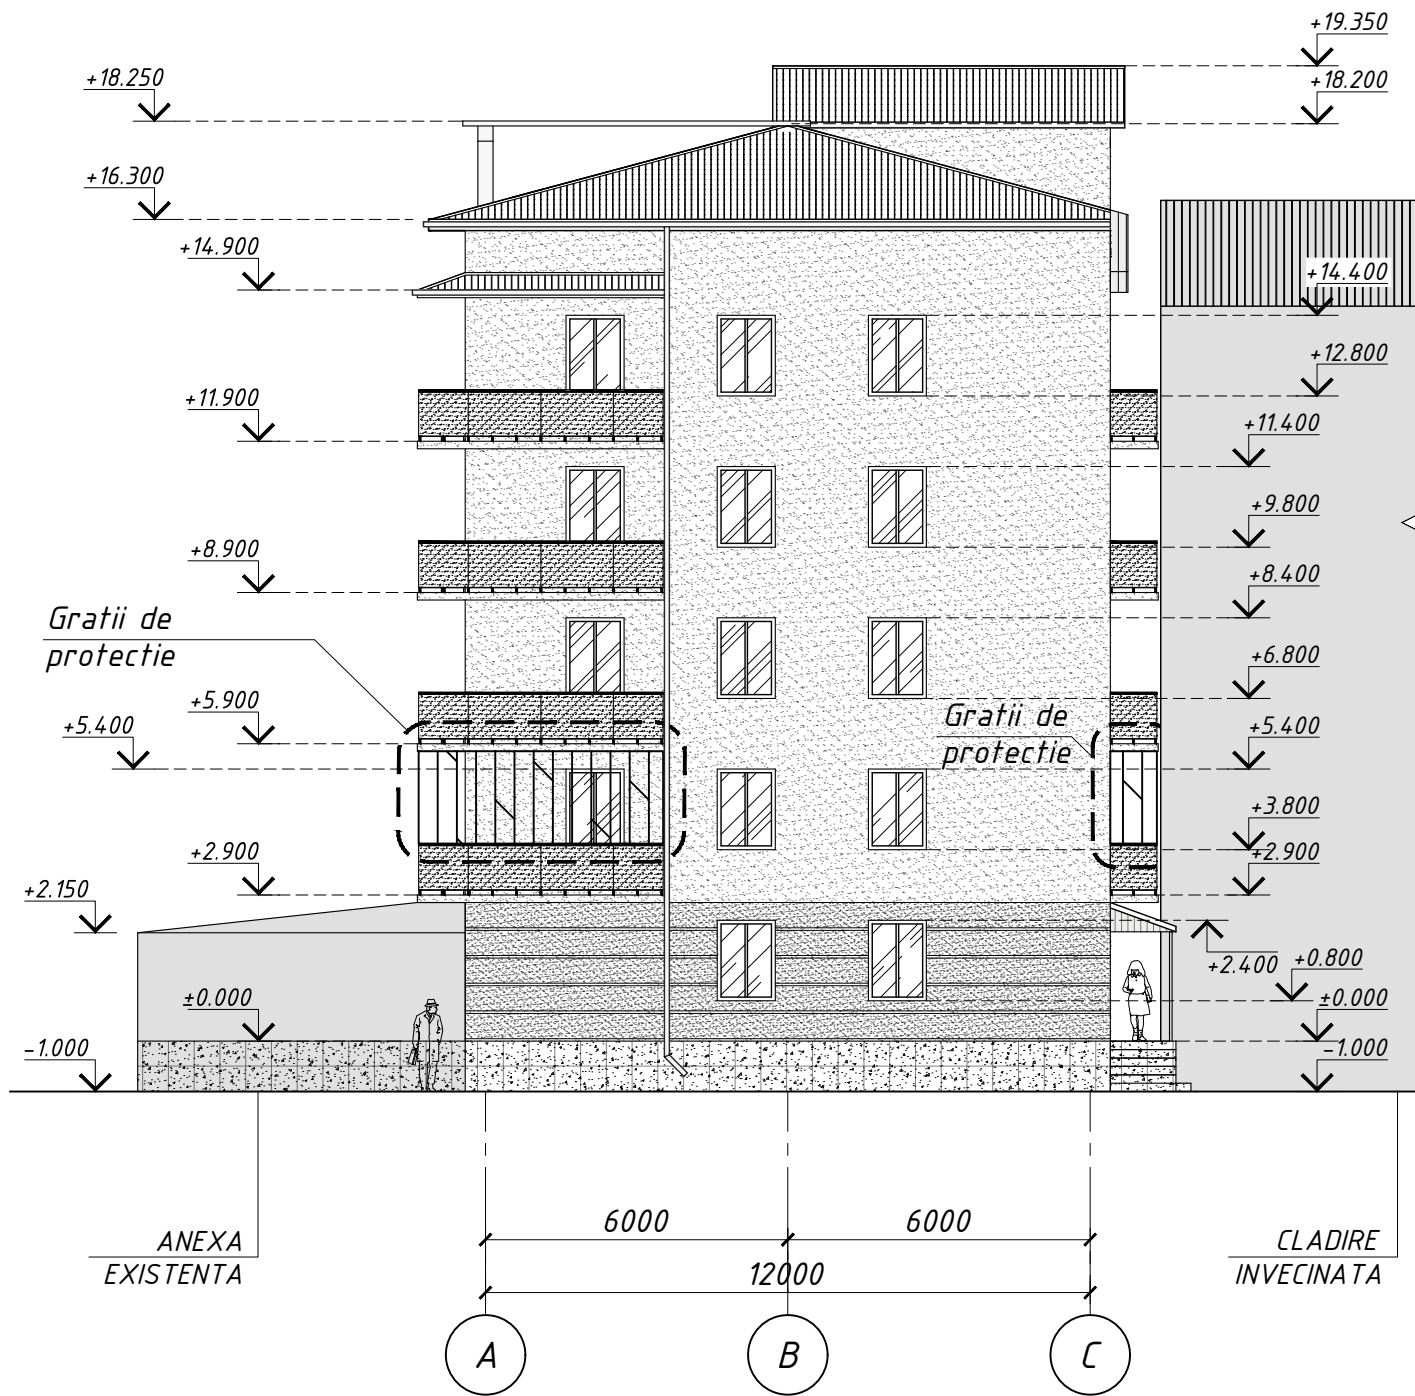 +19.350
+18.250
+18.200
+16.300
+14.900
+14.400
+12.800
+11.900
+11.400
+9.800
+8.900
+8.400
Gratii de
protectie
+6.800
+5.900
Gratii de
protectie
+5.400
+5.400
+3.800
+2.900
+2.900
+2.150
+2.400
+0.800
±0.000
±0.000
-1.000
-1.000
6000
6000
ANEXA
EXISTENTA
CLADIRE
INVECINATA
12000
A
B
C